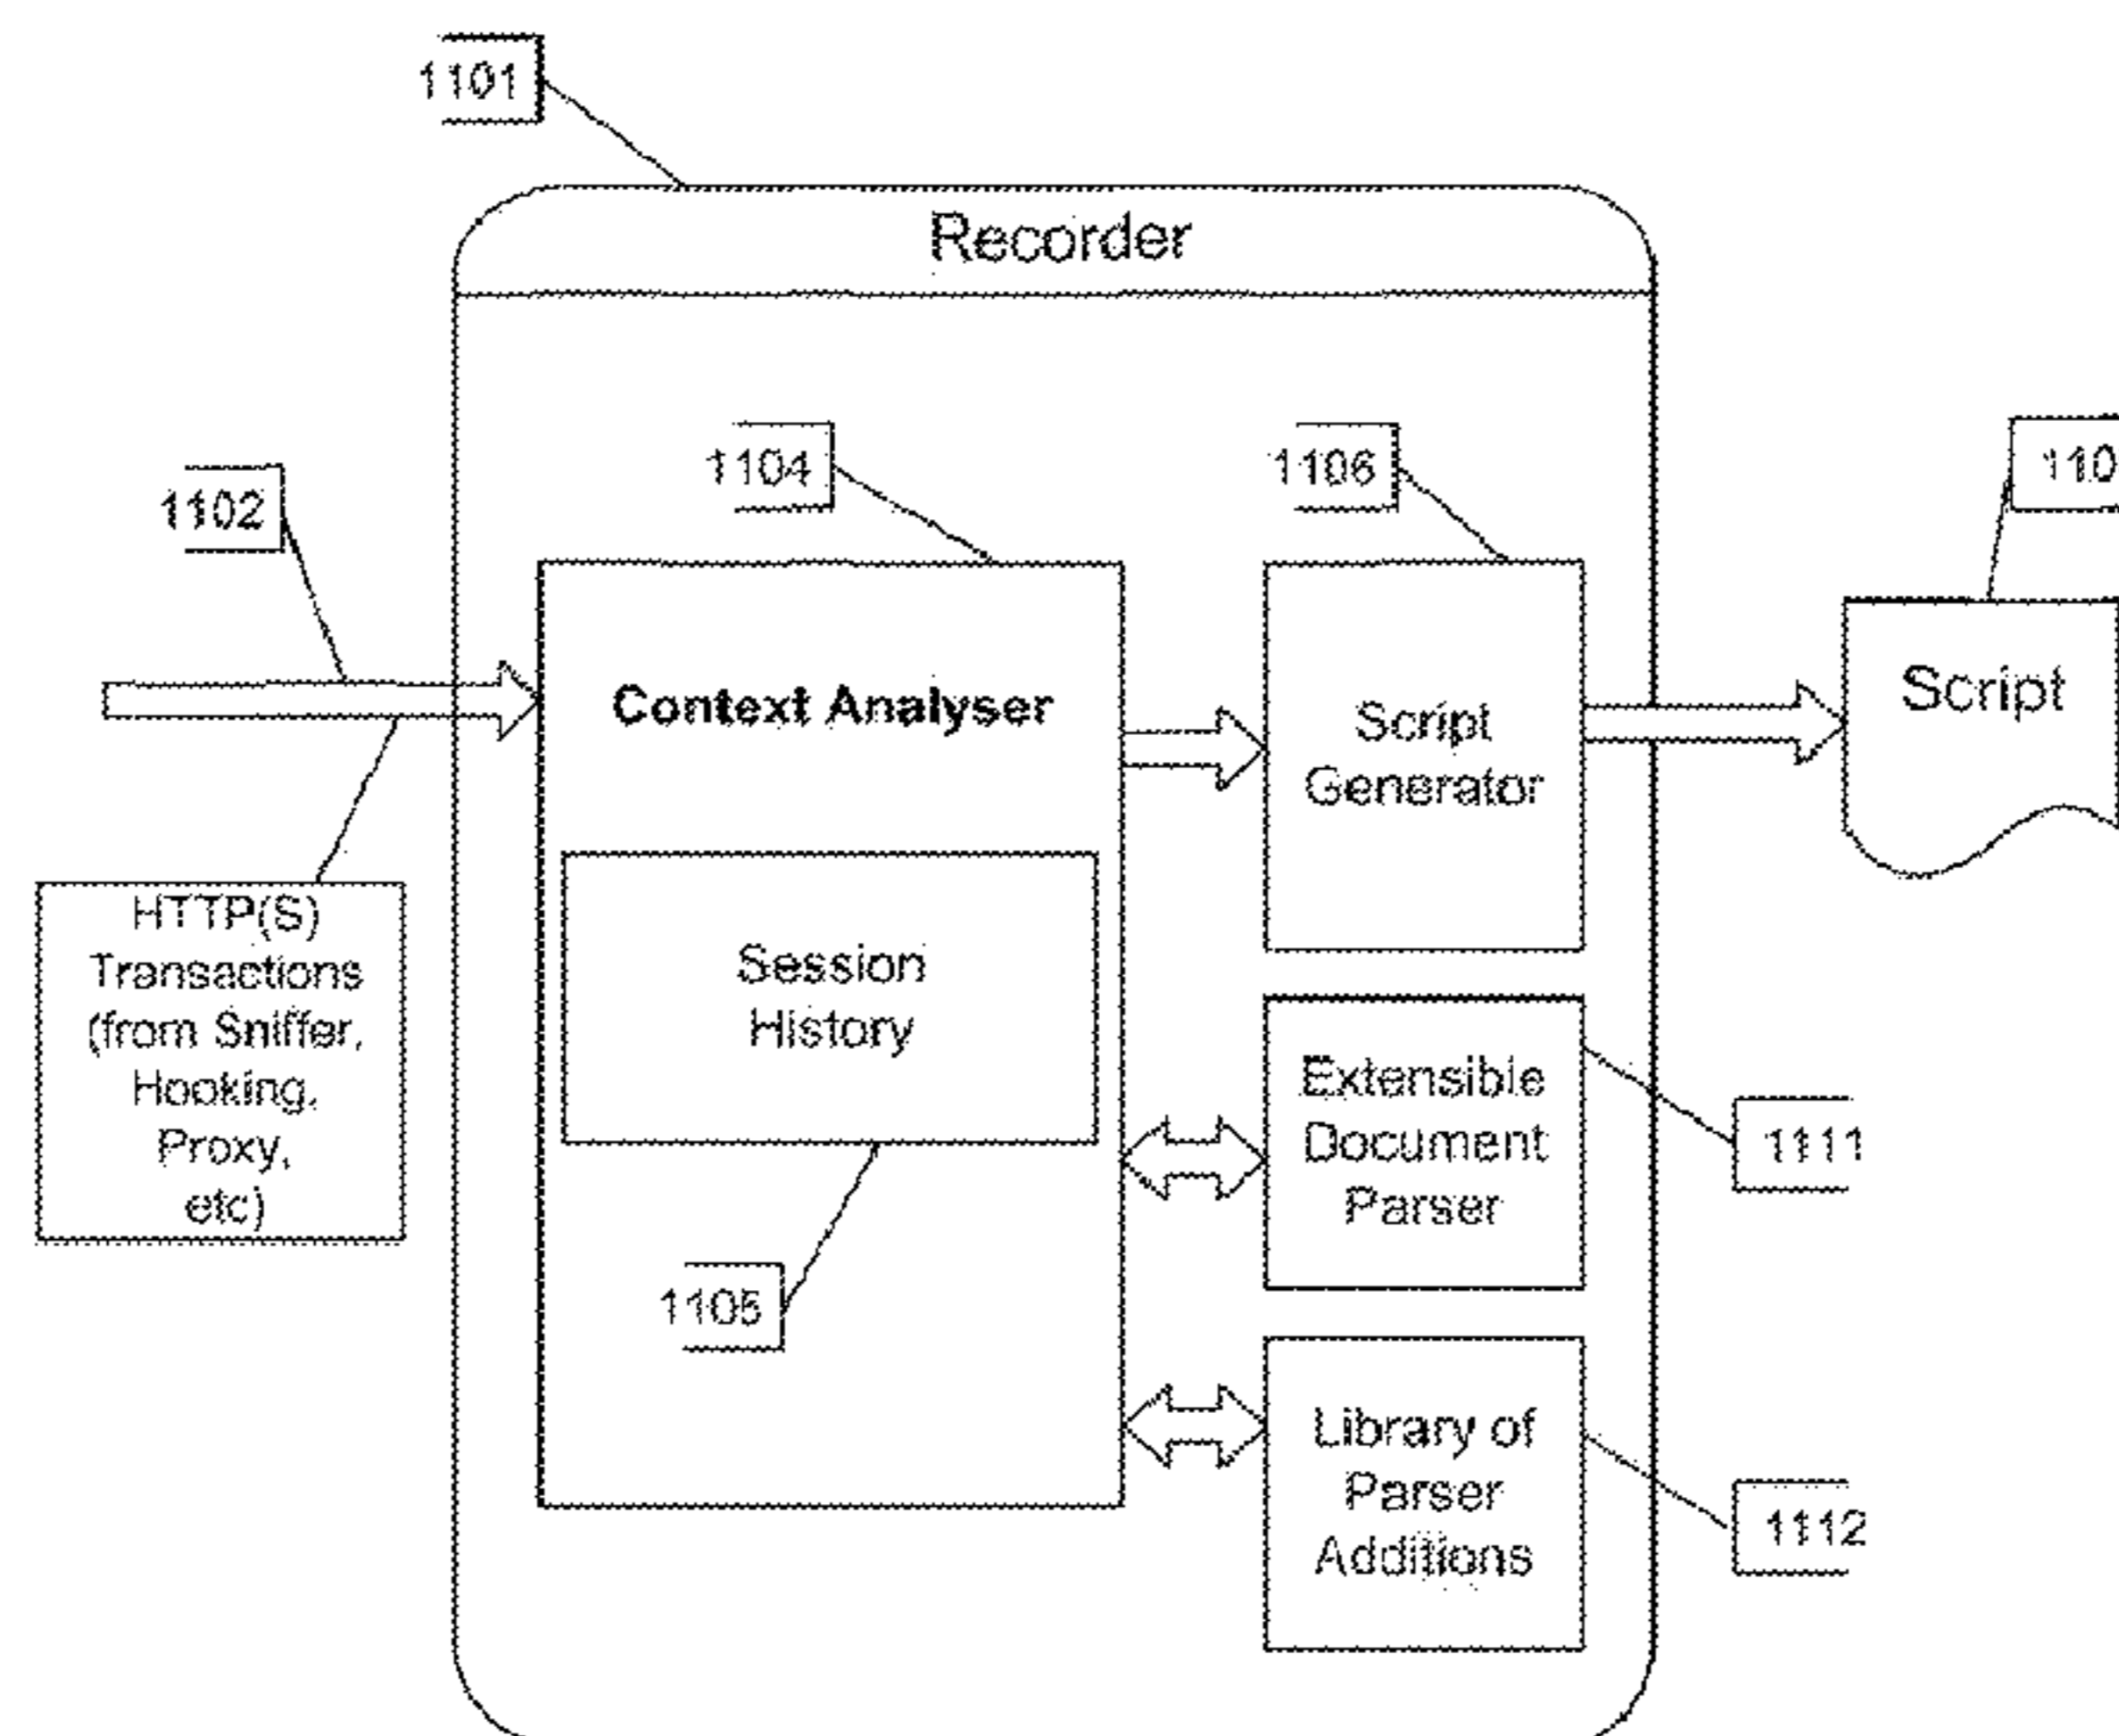 1101
Recorder
1102
1104
1106
110
Context Analyser
Script
Generator
Script
HTTP(S)
Transactions
(from Sniffer,
Hooking,
Proxy,
etc)
Session
History
1105
Extensible
Document
Parser
1111
Library of
Parser
Additions
1112